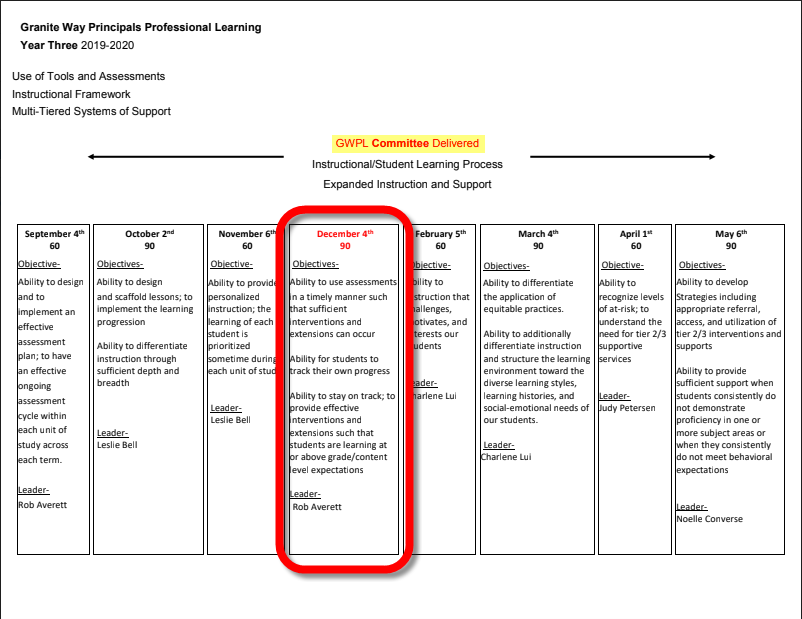 Granite Way Principals Professional Learning
Year Three 2019-2020
Use of Tools and Assessments
Instructional Framework
Multi-Tiered Systems of Support
GWPL Committee Delivered
Instructional/Student Learning Process
Expanded Instruction and Support
September 4th
60
Objective-
Ability to design
and to
implement an
effective
assessment
plan; to have
an effective
ongoing
assessment
cycle within
each unit of
study across
each term.
Leader-
Rob Averett
October 2nd
90
Objectives-
Ability to design
and scaffold lessons; to
implement the learning
progression
Ability to differentiate
instruction through
sufficient depth and
breadth
Leader-
Leslie Bell
November 6th
60
Objective-
Ability to provide
personalized
instruction; the
learning of each
student is
prioritized
sometime during
each unit of
Leader-
Leslie Bell
December 4th
90
Objectives-
Ability to use assessments
in a timely manner such
that sufficient
interventions and
extensions can occur
Ability for students to
track their own progress
Ability to stay on track; to
provide effective
interventions and
extensions such that
students are learning at
or above grade/content
level expectations
Leader-
Rob Averett
February 5th
60
to
that
and
our
Lui
March 4th
90
Objectives-
Ability to differentiate
the application of
equitable practices.
Ability to additionally
differentiate instruction
and structure the learning
environment toward the
diverse learning styles,
learning histories, and
social-emotional needs of
our students.
Leader-
Charlene Lui
April 1st
60
Objective-
Ability to
recognize levels
of at-risk; to
understand the
need for tier 2/3
supportive
services
Leader-
Judy Petersen
May 6th
90
Objectives-
Ability to develop
Strategies including
appropriate referral,
access, and utilization of
tier 2/3 interventions and
supports
Ability to provide
sufficient support when
students consistently do
not demonstrate
proficiency in one or
more subject areas or
when they consistently
do not meet behavioral
expectations
Leader-
Noelle Converse